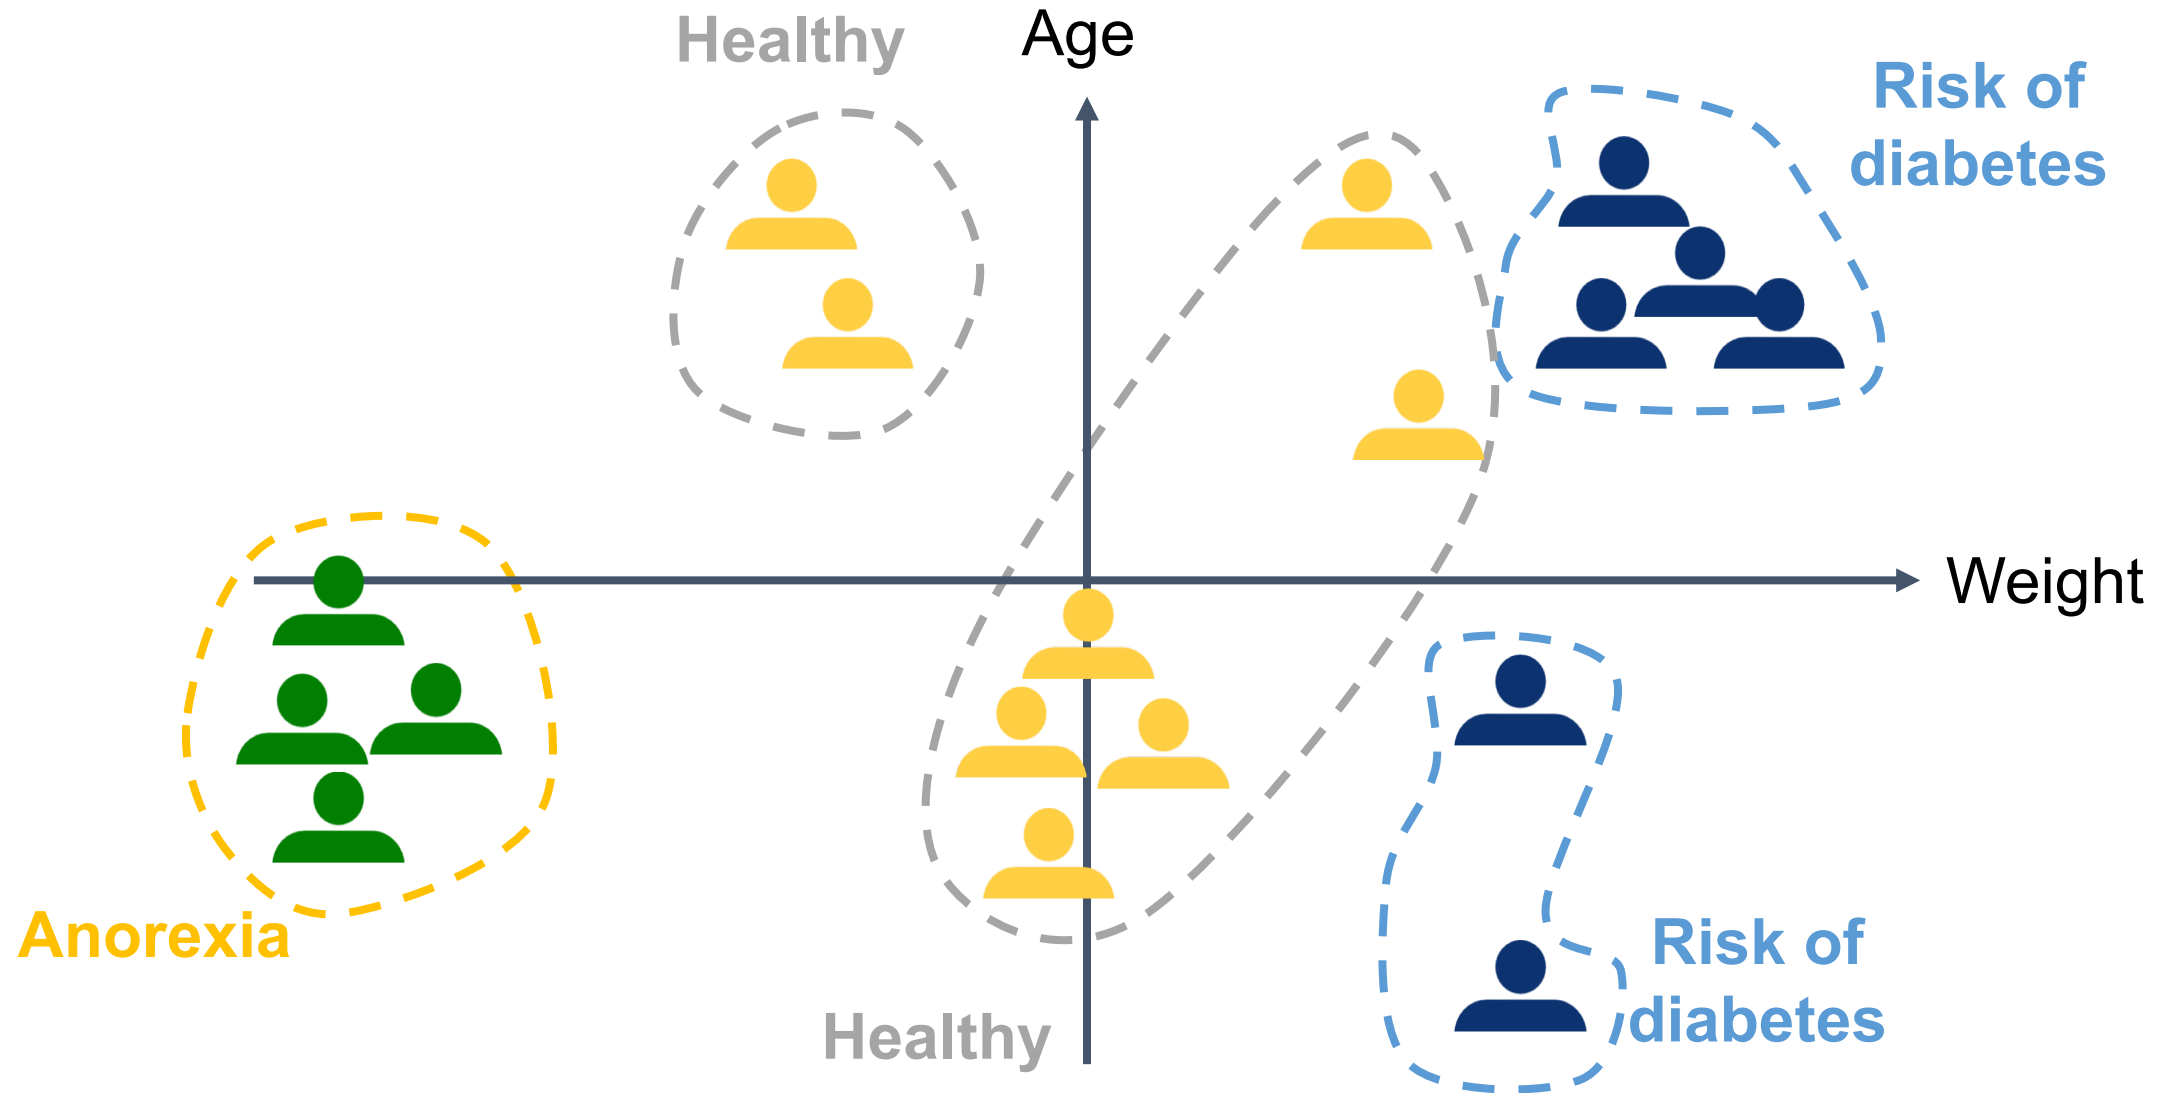 Healthy
Age
Risk of
diabetes
Weight
Anorexia
Risk of
diabetes
Healthy